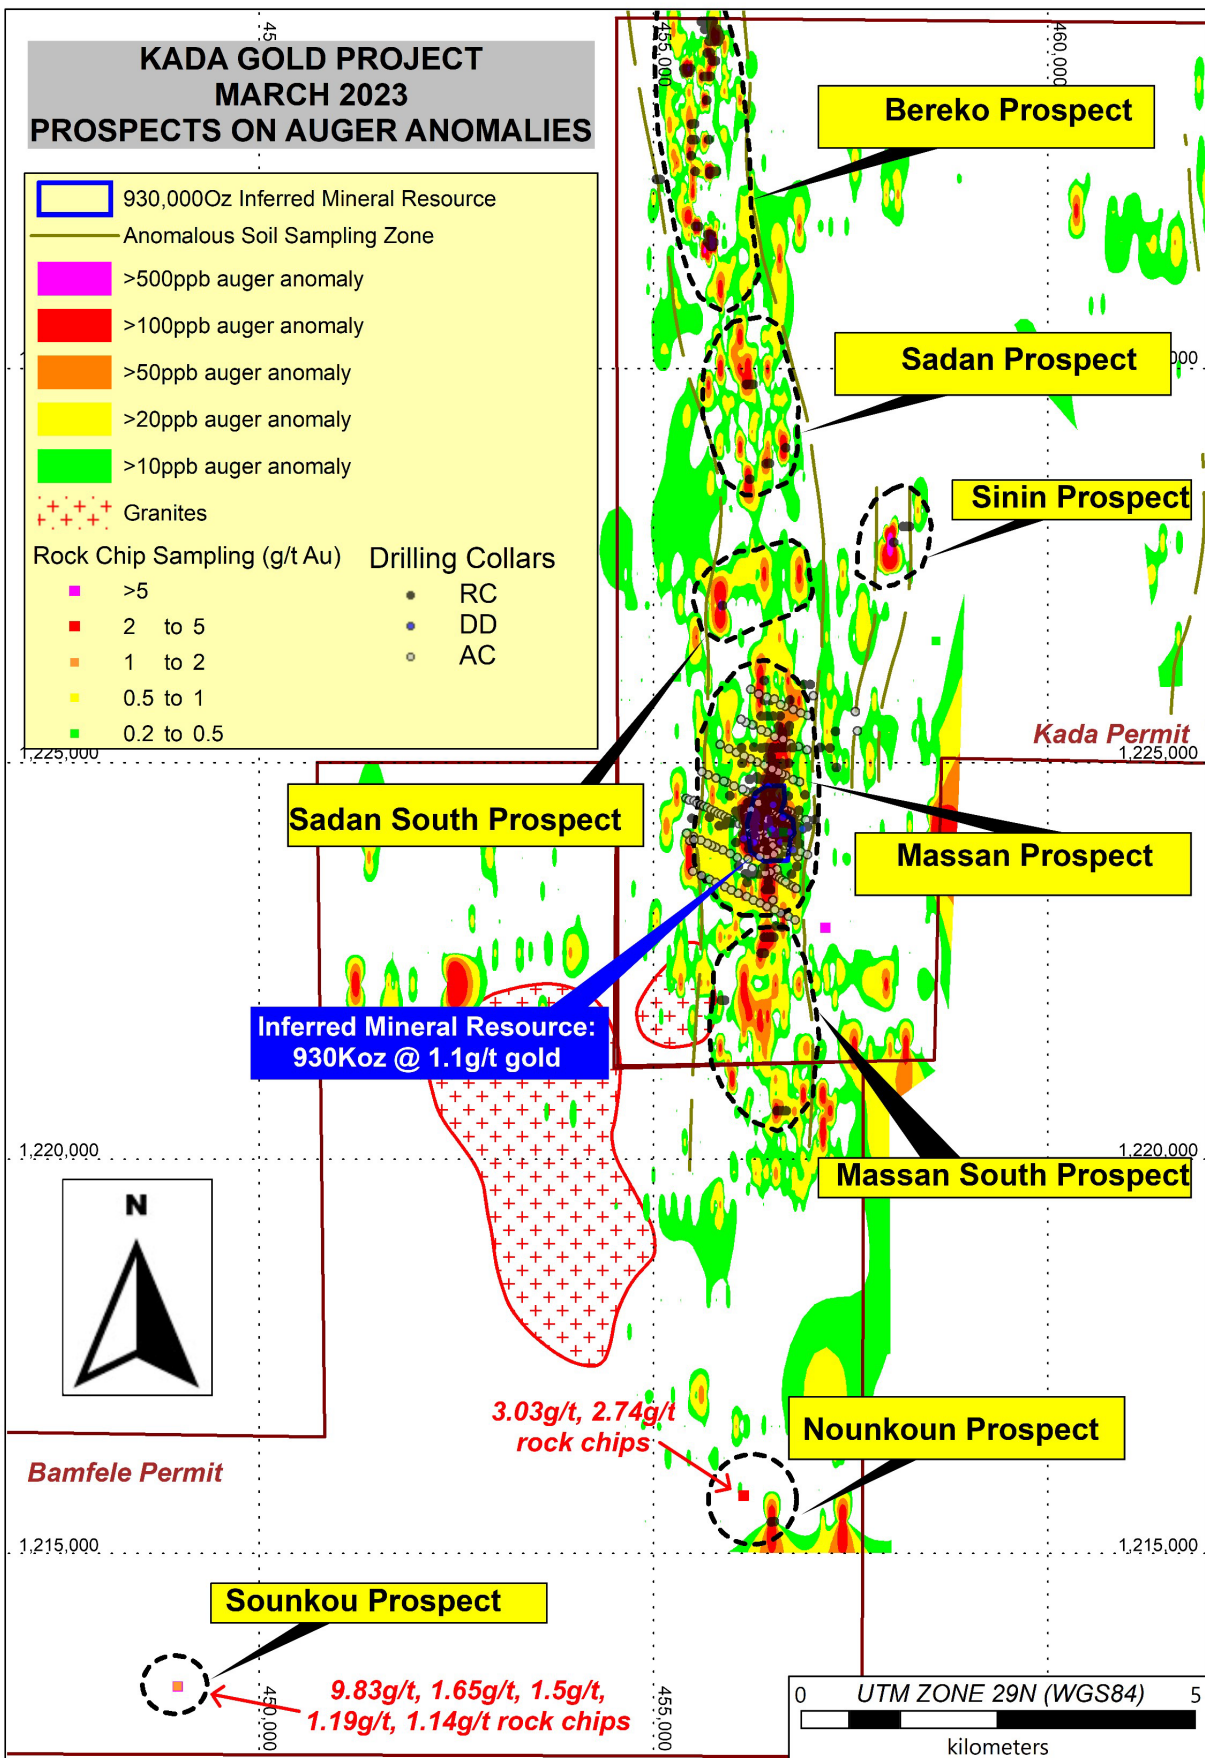 KADA GOLD PROJECT
MARCH 2023
PROSPECTS ON AUGER ANOMALIES
930,000Oz Inferred Mineral Resource
Anomalous Soil Sampling Zone
>500ppb auger anomaly
>100ppb auger anomaly
>50ppb auger anomaly
>20ppb auger anomaly
>10ppb auger anomaly
Granites
Rock Chip Sampling (g/t Au)
>5
2 to 5
1 to 2
0.5 to 1
0.2 to 0.5
Drilling Collars
RC
DD
AC
455,000
460,000
Bereko Prospect
Sadan Prospect
Sinin Prospect
Kada Permit
1,225,000
1,225,000
Sadan South Prospect
Massan Prospect
Inferred Mineral Resource:
930Koz @ 1.1g/t gold
1,220,000
1,220,000
Massan South Prospect
N
3.03g/t, 2.74g/t
rock chips
Nounkoun Prospect
Bamfele Permit
1,215,000
1,215,000
Sounkou Prospect
9.83g/t, 1.65g/t, 1.5g/t,
1.19g/t, 1.14g/t rock chips
450,000
455,000
0 UTM ZONE 29N (WGS84) 5
kilometers